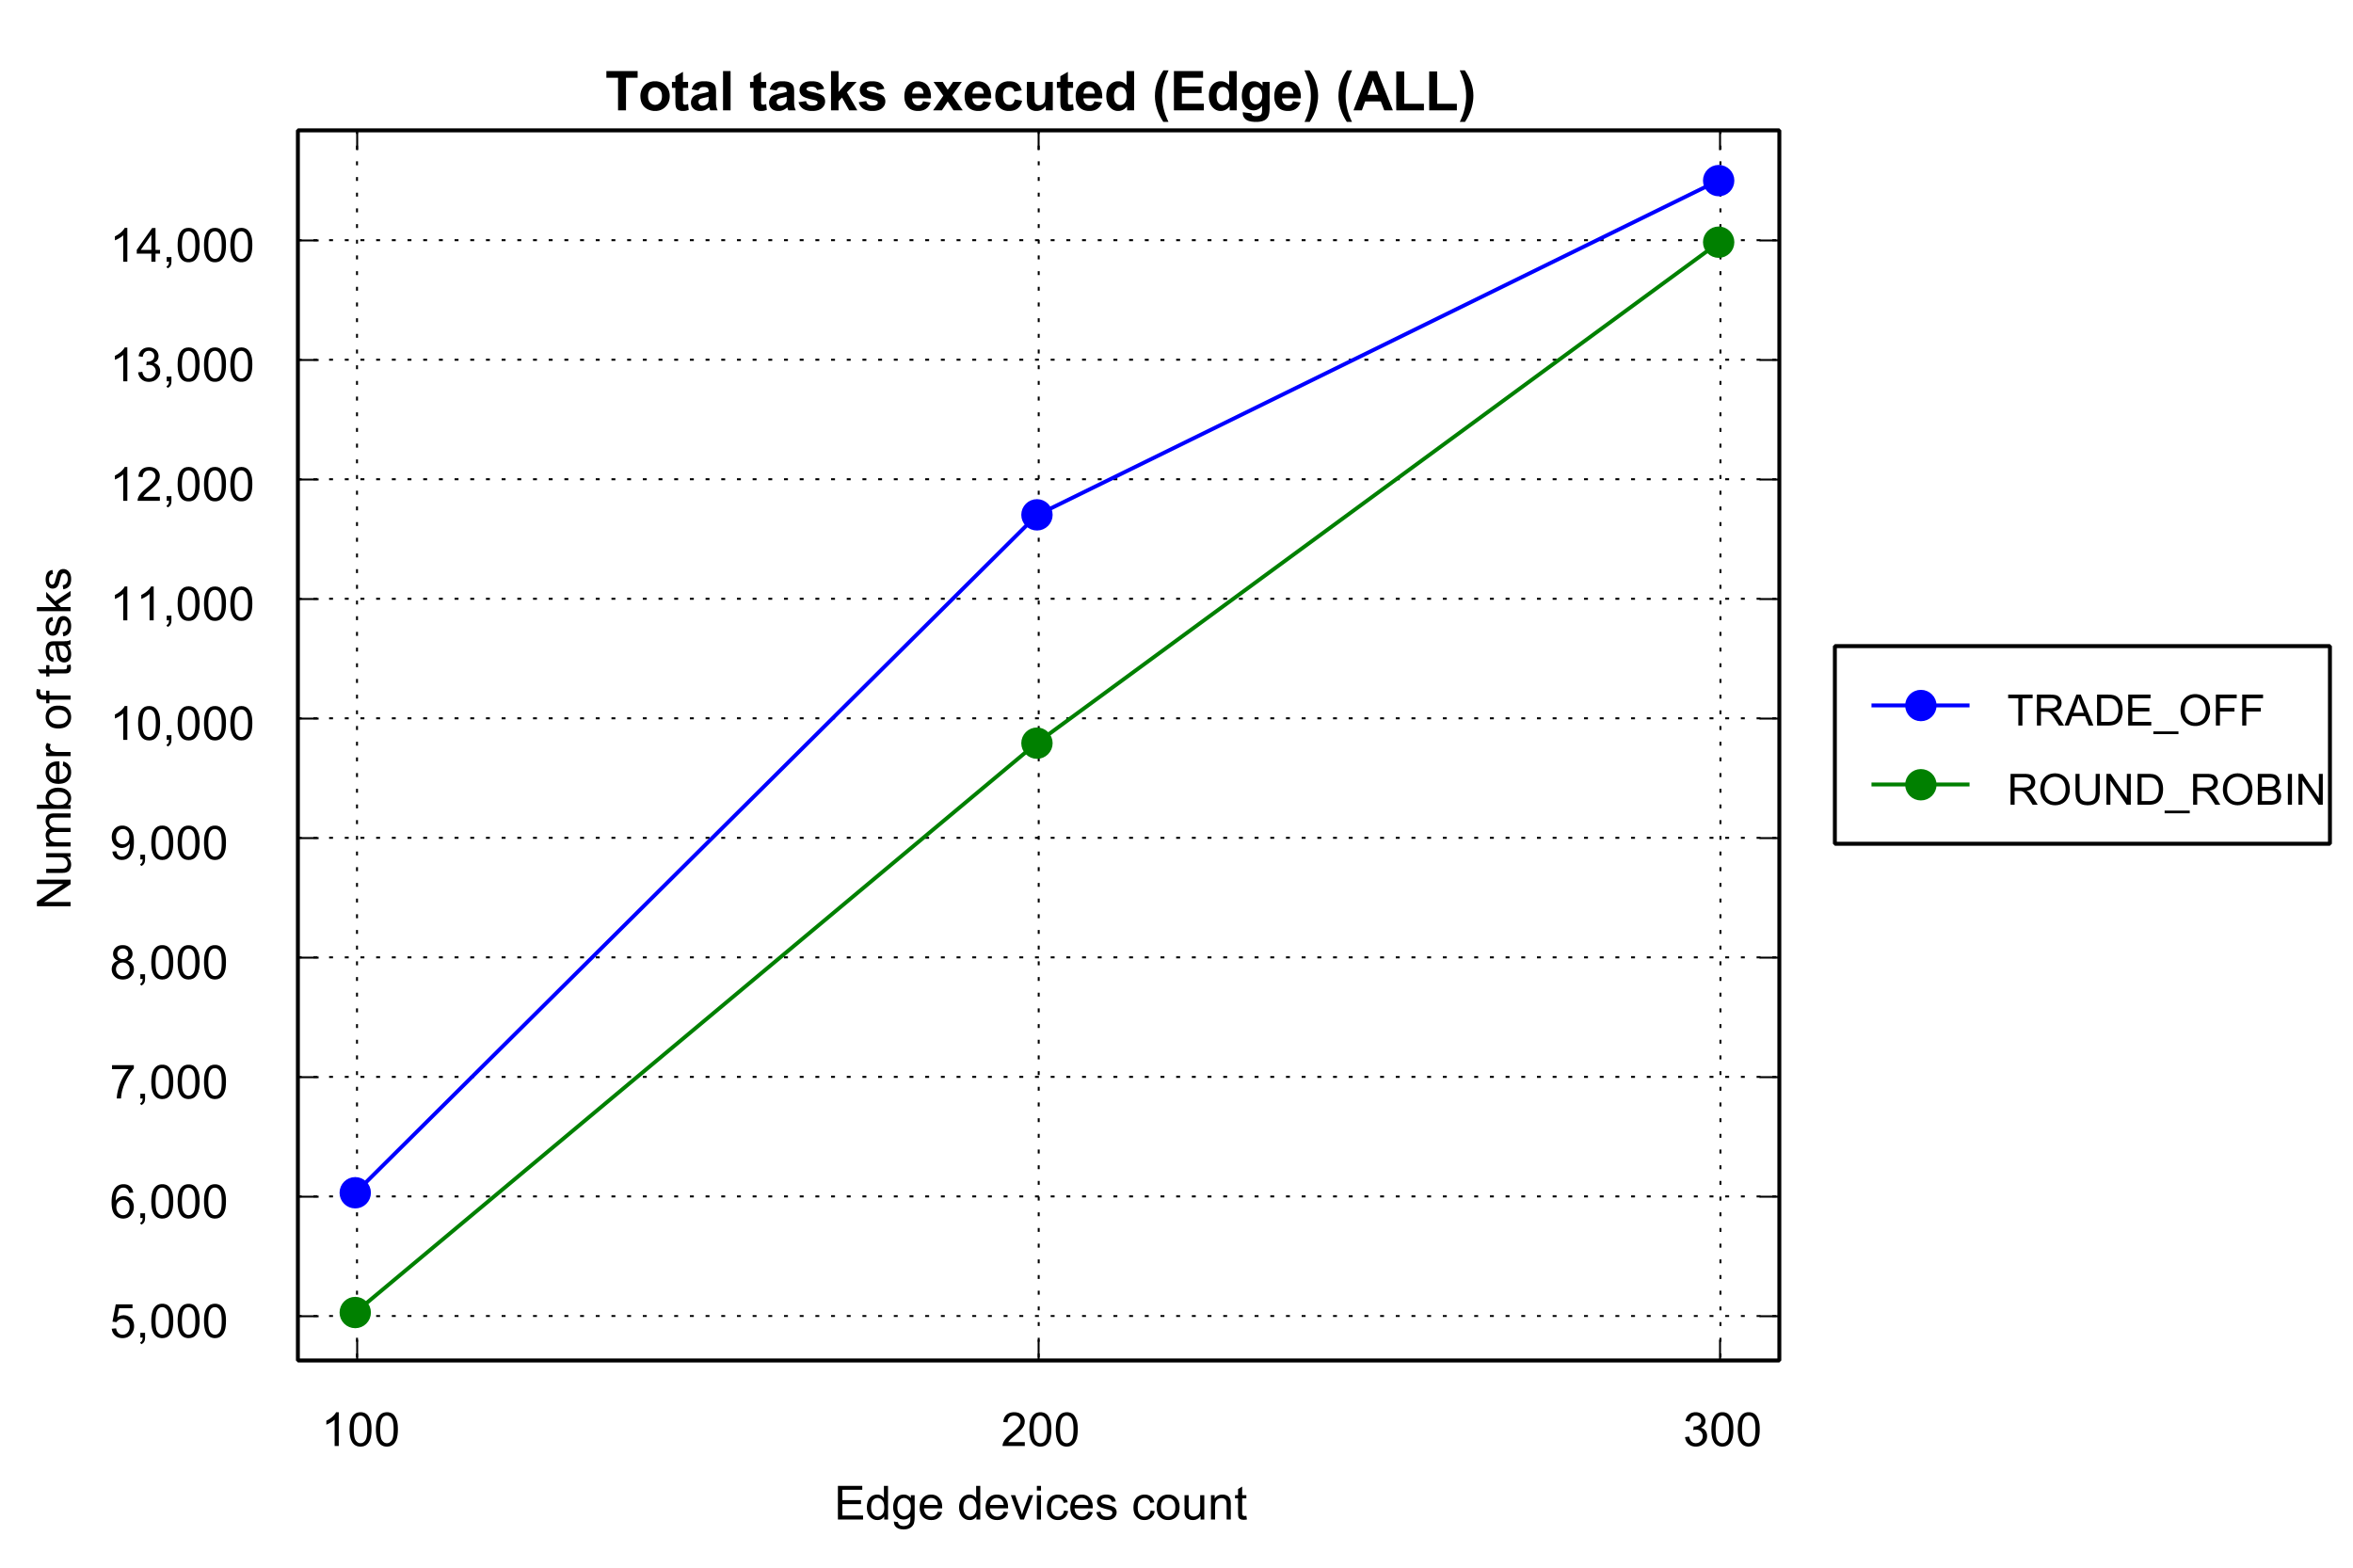 Total tasks executed (Edge) (ALL)
14,000
13,000
12,000
11,000
10,000
9,000
8,000
7,000
6,000
5,000
Number of tasks
100
200
300
Edge devices count
TRADE_OFF
ROUND_ROBIN